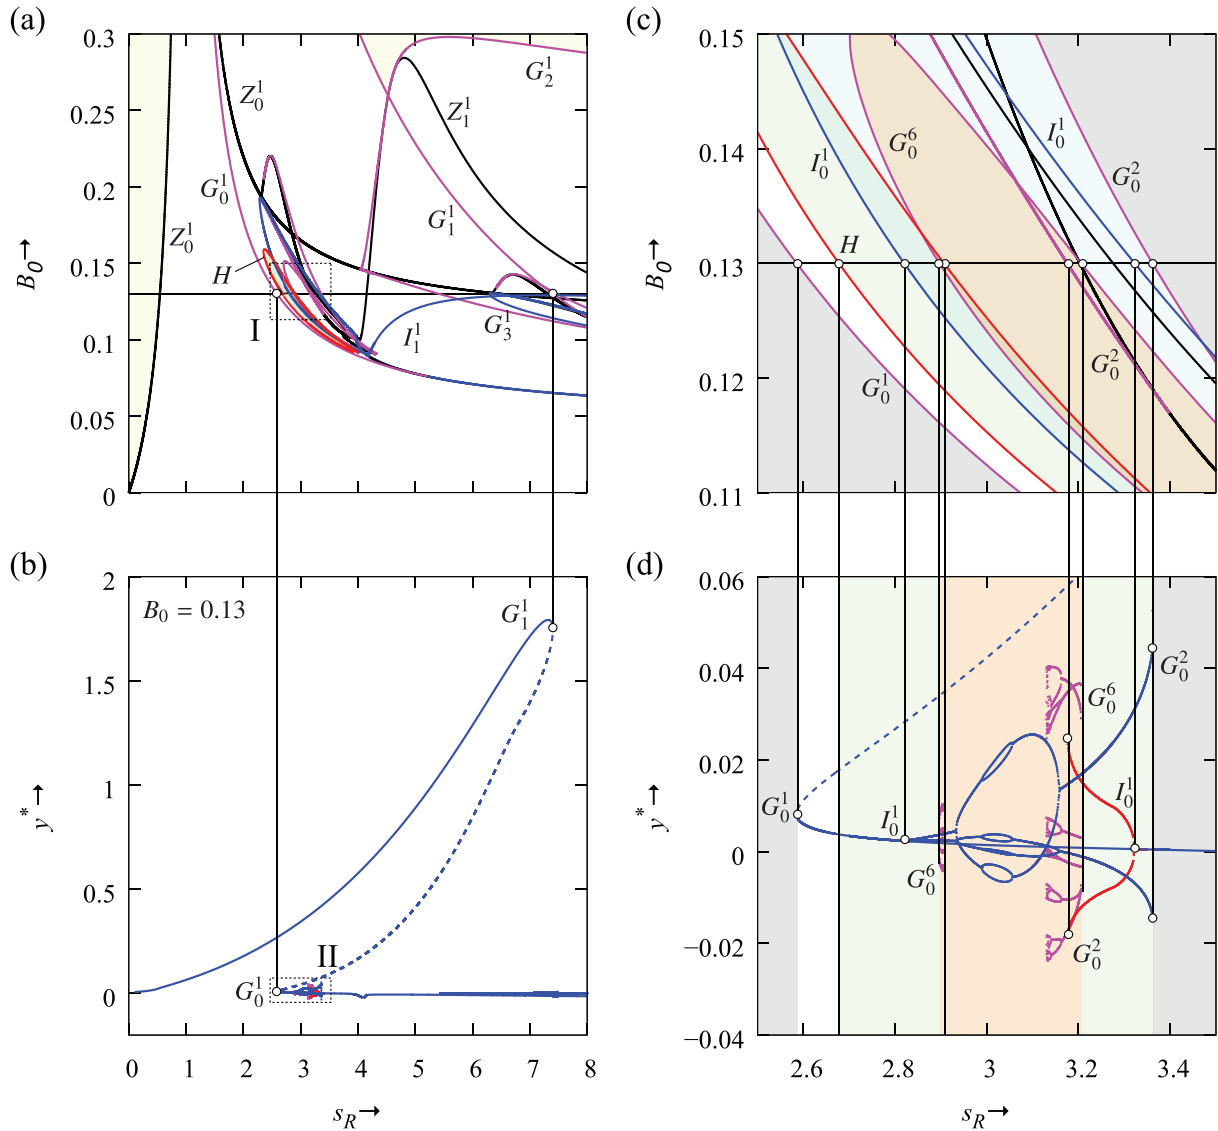 (a)
B₀→
0.3
0.25
0.2
0.15
0.1
0.05
0
Z₀¹
Z₀¹
G₀¹
H
I
G₂¹
Z₁¹
G₁¹
G₃¹
I₁¹
(c)
B₀→
0.15
0.14
0.13
0.12
0.11
I₀¹
G₀⁶
I₀¹
G₀²
H
G₀¹
G₀²
(b)
y*→
2
1.5
1
0.5
0
B₀ = 0.13
G₁¹
II
G₀¹
0 1 2 3 4 5 6 7 8
s_R→
(d)
y*→
0.06
0.04
0.02
0
−0.02
−0.04
G₀²
G₀⁶
G₀¹
I₀¹
I₀¹
G₀⁶
G₀²
2.6 2.8 3 3.2 3.4
s_R→